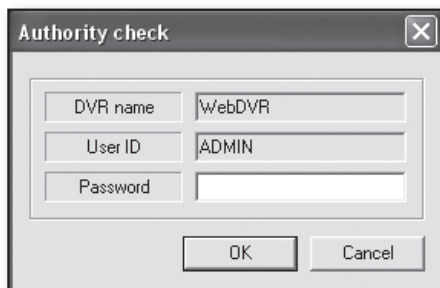 Authority check
DVR name WebDVR
User ID ADMIN
Password
OK Cancel